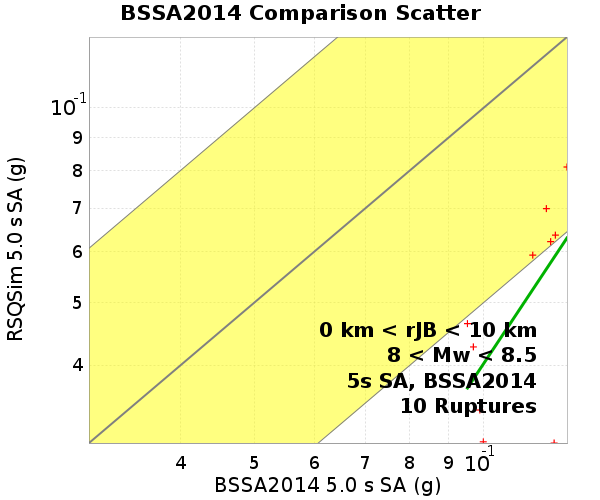 BSSA2014 Comparison Scatter
RSQSim 5.0 s SA (g)
10-1
9
8
7
6
5
4
0 km < rJB < 10 km
8 < Mw < 8.5
5s SA, BSSA2014
10 Ruptures
4 5 6 7 8 9 10-1
BSSA2014 5.0 s SA (g)